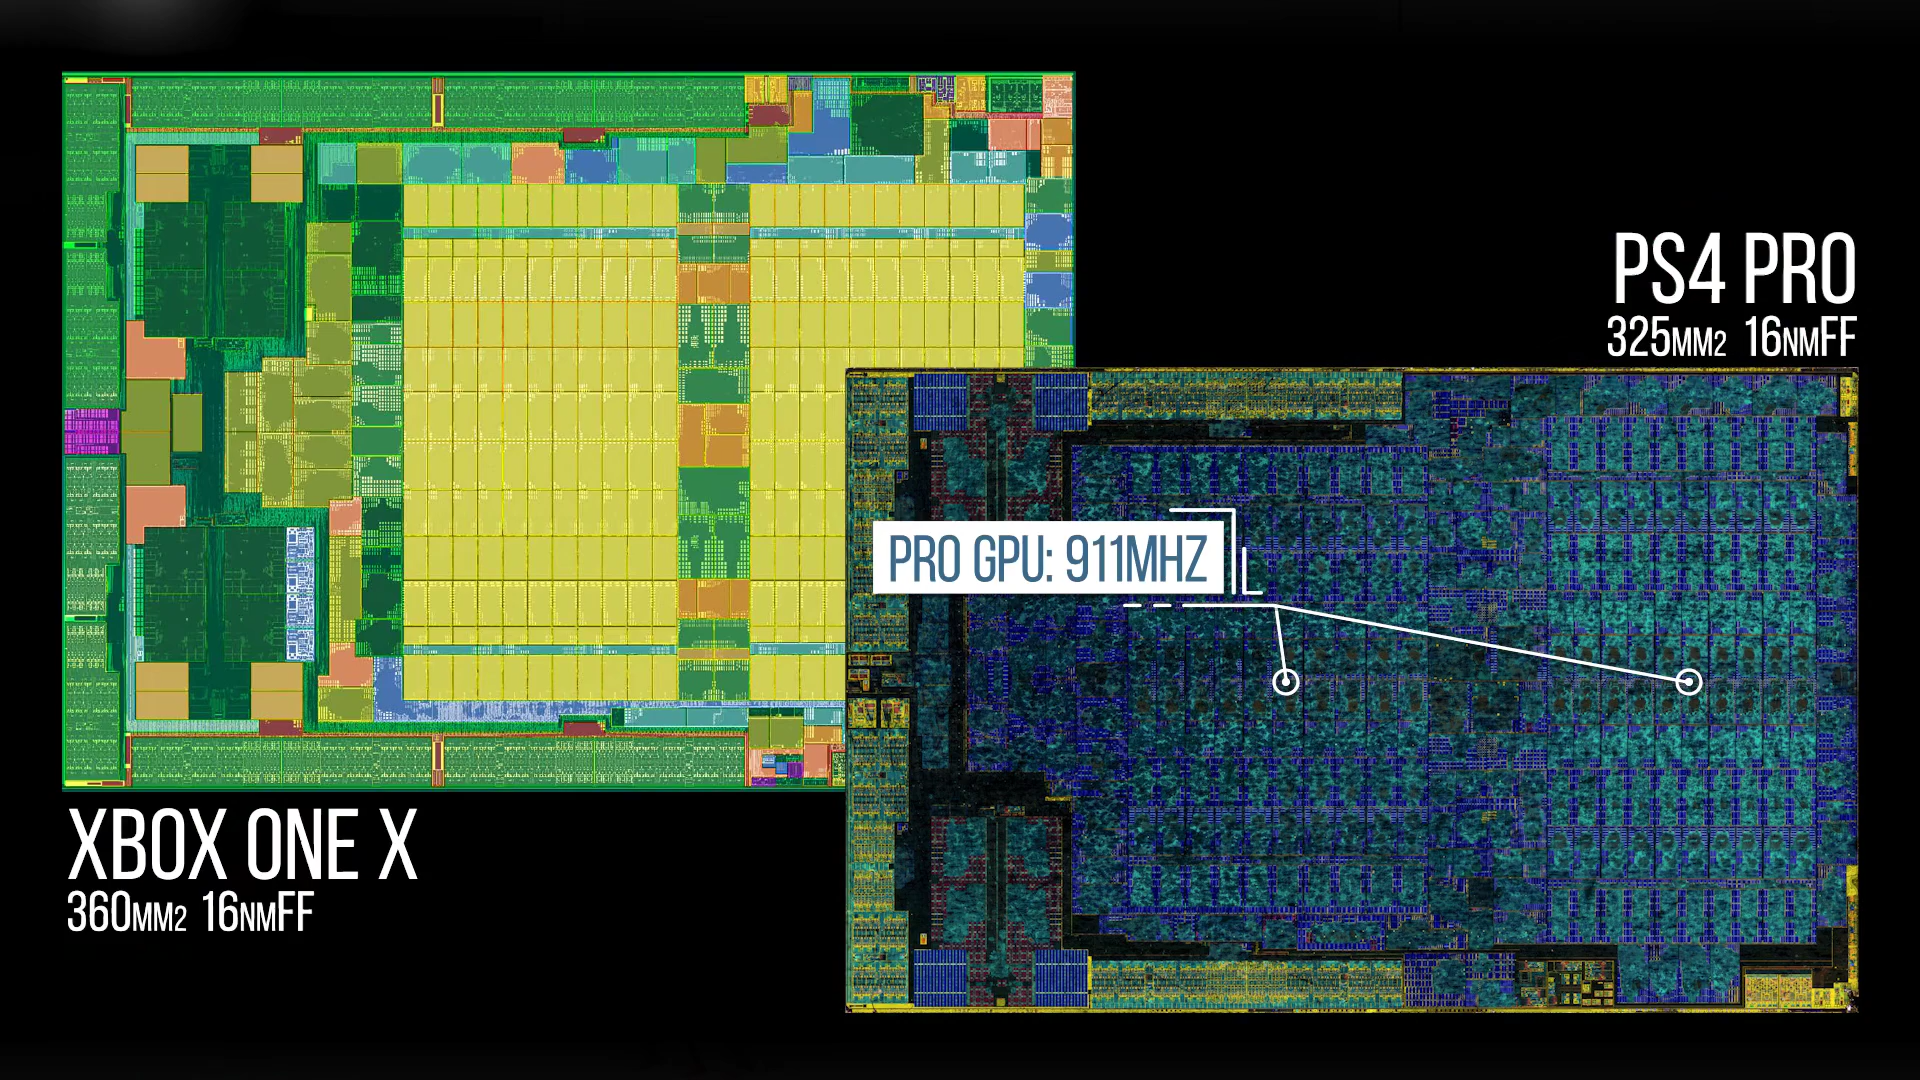 PS4 PRO
325MM2 16NMFF
PRO GPU: 911MHZ
XBOX ONE X
360MM2 16NMFF